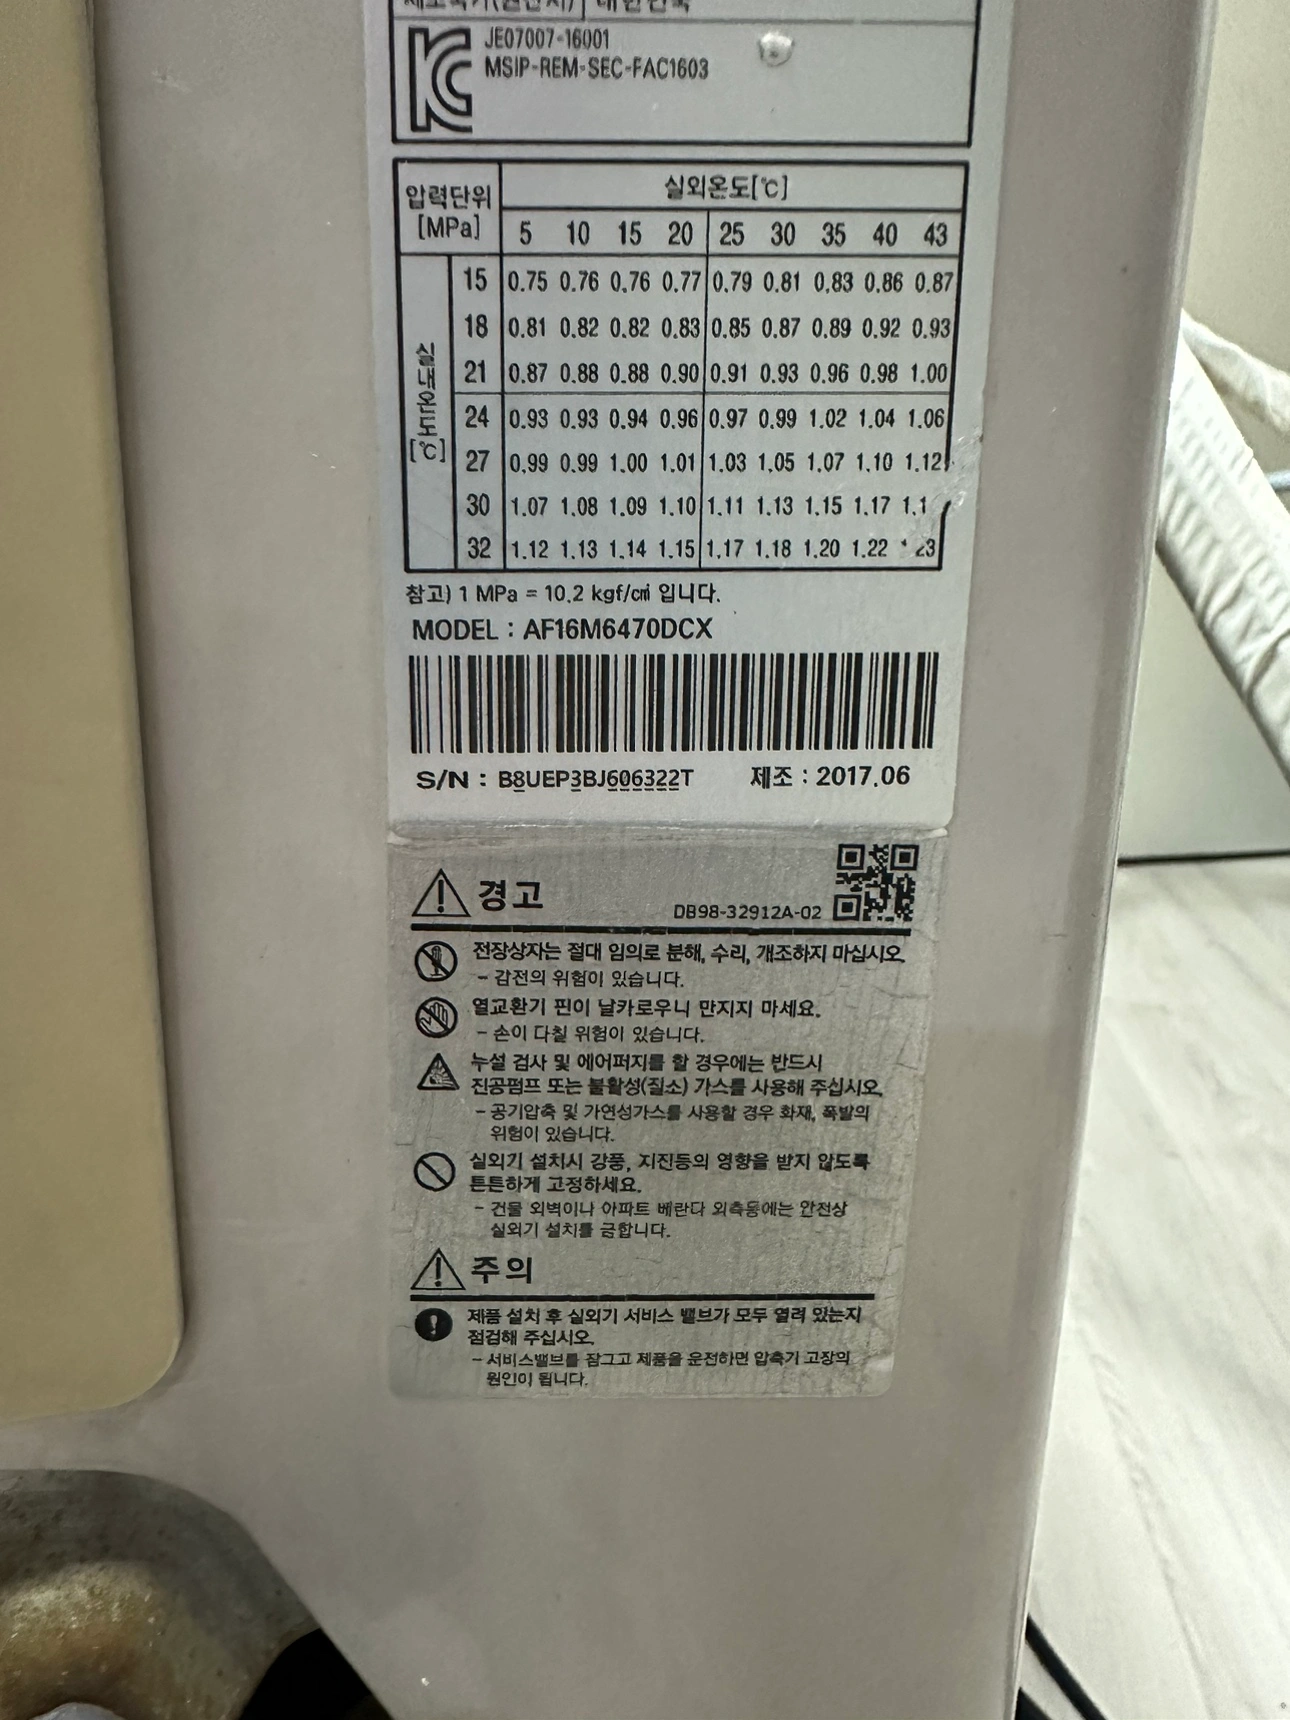 대한민국
JE07007-16001
MSIP-REM-SEC-FAC1603
압력단위 [MPa] 실외온도[℃]
5 10 15 20 25 30 35 40 43
실내온도[℃]
15 0.75 0.76 0.76 0.77 0.79 0.81 0.83 0.86 0.87
18 0.81 0.82 0.82 0.83 0.85 0.87 0.89 0.92 0.93
21 0.87 0.88 0.88 0.90 0.91 0.93 0.96 0.98 1.00
24 0.93 0.93 0.94 0.96 0.97 0.99 1.02 1.04 1.06
27 0.99 0.99 1.00 1.01 1.03 1.05 1.07 1.10 1.12
30 1.07 1.08 1.09 1.10 1.11 1.13 1.15 1.17
32 1.12 1.13 1.14 1.15 1.17 1.18 1.20 1.22
참고) 1 MPa = 10.2 kgf/㎠ 입니다.
MODEL : AF16M6470DCX
S/N : B8UEP3BJ606322T 제조 : 2017.06
경고 DB98-32912A-02
전장상자는 절대 임의로 분해, 수리, 개조하지 마십시오.
- 감전의 위험이 있습니다.
열교환기 핀이 날카로우니 만지지 마세요.
- 손이 다칠 위험이 있습니다.
누설 검사 및 에어퍼지를 할 경우에는 반드시
진공펌프 또는 불활성(질소) 가스를 사용해 주십시오.
- 공기압축 및 가연성가스를 사용할 경우 화재, 폭발의
위험이 있습니다.
실외기 설치시 강풍, 지진등의 영향을 받지 않도록
튼튼하게 고정하세요.
- 건물 외벽이나 아파트 베란다 외측등에는 안전상
실외기 설치를 금합니다.
주의
제품 설치 후 실외기 서비스 밸브가 모두 열려 있는지
점검해 주십시오.
- 서비스밸브를 잠그고 제품을 운전하면 압축기 고장의
원인이 됩니다.